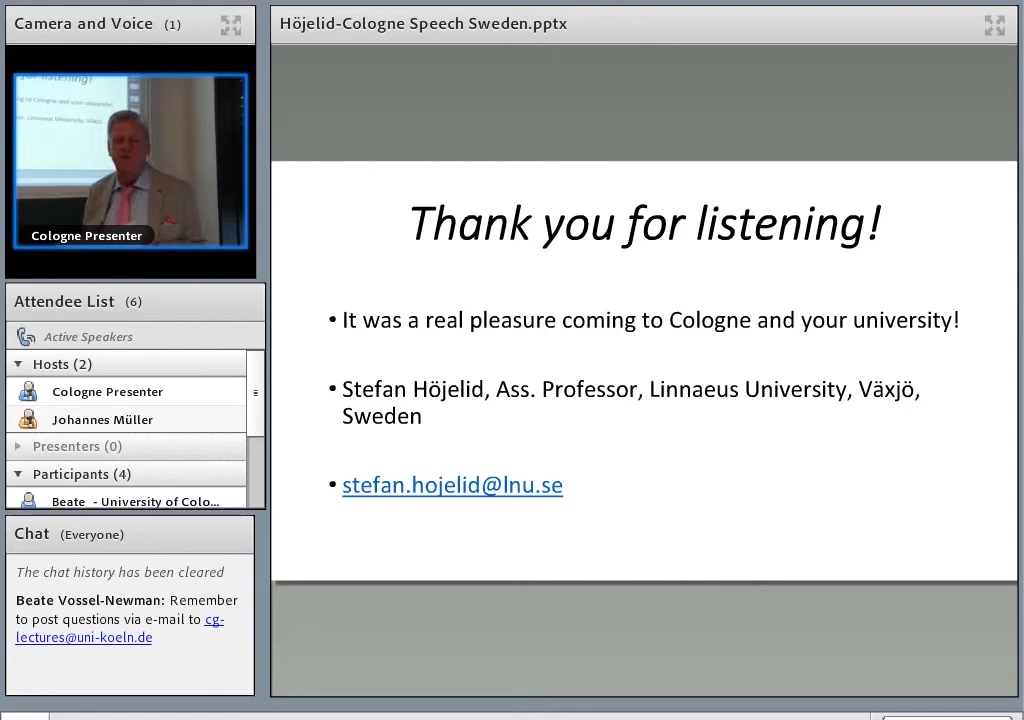 Camera and Voice (1)
Cologne Presenter
Attendee List (6)
Active Speakers
Hosts (2)
Cologne Presenter
Johannes Müller
Presenters (0)
Participants (4)
Beate - University of Colo...
Chat (Everyone)
The chat history has been cleared
Beate Vossel-Newman: Remember
to post questions via e-mail to cg-
lectures@uni-koeln.de
Höjelid-Cologne Speech Sweden.pptx
Thank you for listening!
• It was a real pleasure coming to Cologne and your university!
• Stefan Höjelid, Ass. Professor, Linnaeus University, Växjö,
Sweden
• stefan.hojelid@lnu.se